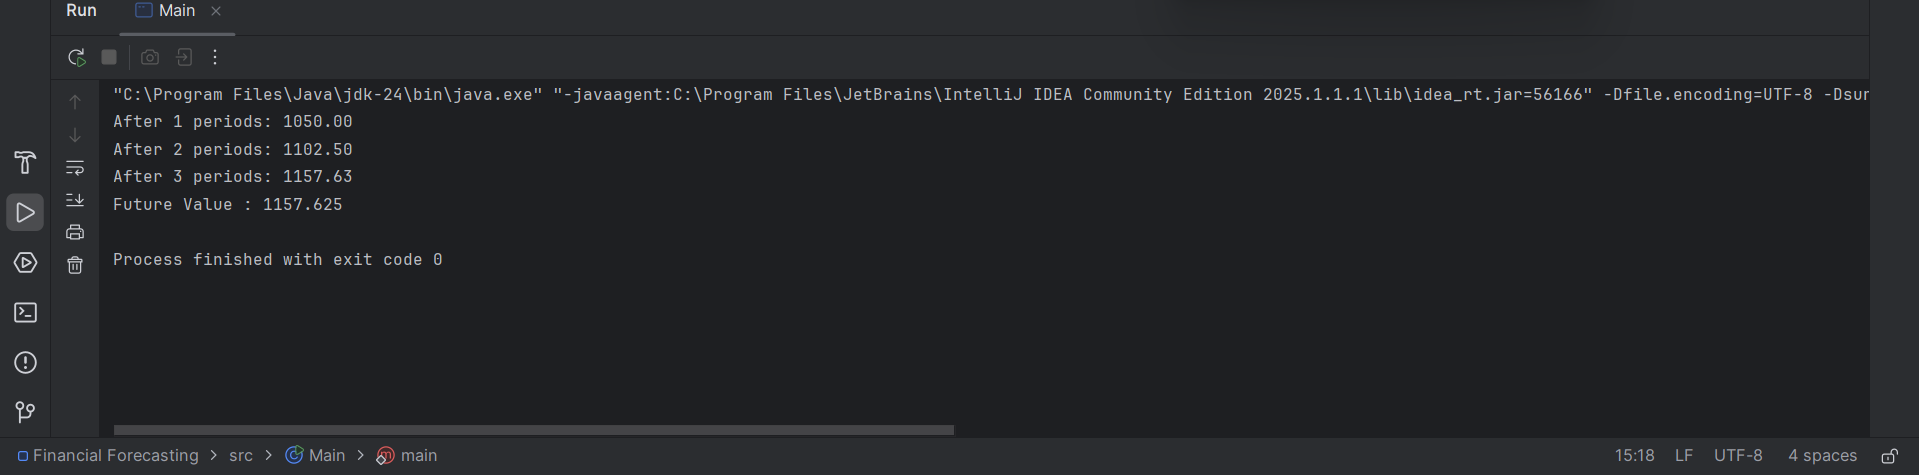 Run Main
"C:\Program Files\Java\jdk-24\bin\java.exe" "-javaagent:C:\Program Files\JetBrains\IntelliJ IDEA Community Edition 2025.1.1.1\lib\idea_rt.jar=56166" -Dfile.encoding=UTF-8 -Dsur
After 1 periods: 1050.00
After 2 periods: 1102.50
After 3 periods: 1157.63
Future Value : 1157.625
Process finished with exit code 0
Financial Forecasting > src > Main > main 15:18 LF UTF-8 4 spaces